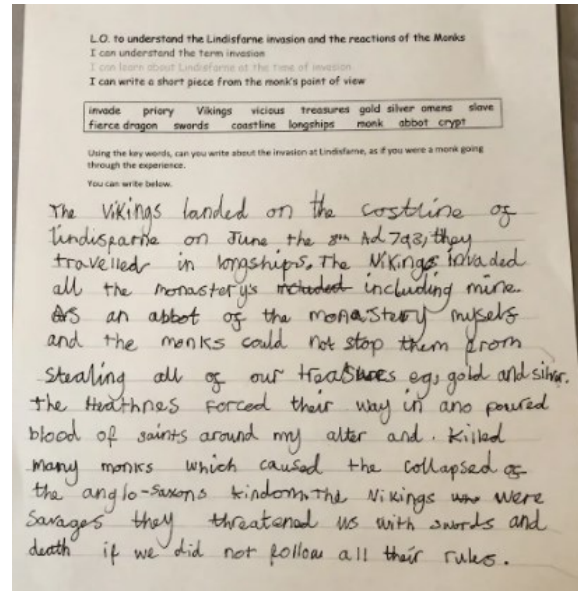 L.O. to understand the Lindisfarne invasion and the reactions of the Monks
I can understand the term invasion
I can learn about Lindisfarne at the time of invasion.
I can write a short piece from the monk's point of view
invade priory Vikings vicious treasures gold silver omens slave
fierce dragon swords coastline longships monk abbot crypt
Using the key words, can you write about the invasion at Lindisfarne, as if you were a monk going
through the experience.
You can write below.
The Vikings landed on the costline of
lindisparne on June the 8th Ad 793, they
travelled in longships. The Vikings invaded
all the monastery's included including mine.
As an abbot of the monastery myself
and the monks could not stop them from
stealing all of our treasures eg, gold and silver.
The Heathnes forced their way in and poured
blood of saints around my alter and. killed
many monks which caused the collapsed of
the anglo-saxons kindom. The Vikings who were
savages they threatened us with swords and
death if we did not follow all their rules.